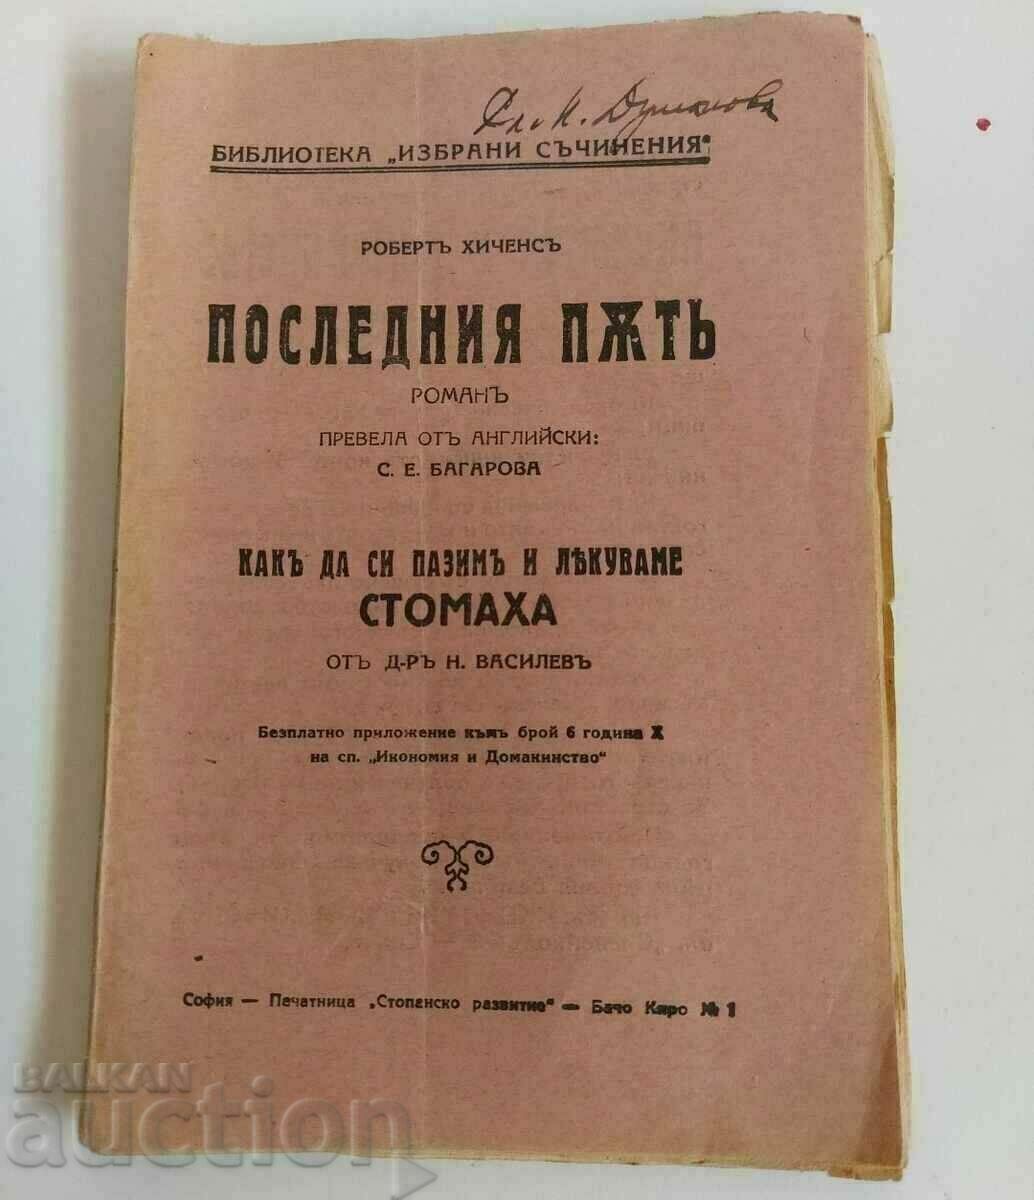 Д. Н. Душкова
БИБЛИОТЕКА „ИЗБРАНИ СЪЧИНЕНИЯ“
РОБЕРТЪ ХИЧЕНСЪ
ПОСЛЕДНИЯ ПѪТЬ
РОМАНЪ
ПРЕВЕЛА ОТЪ АНГЛИЙСКИ:
С. Е. БАГАРОВА
КАКЪ ДА СИ ПАЗИМЪ И ЛѢКУВАМЕ
СТОМАХА
ОТЪ Д-РЪ Н. ВАСИЛЕВЪ
Безплатно приложение къмъ брой 6 година X
на сп. „Икономия и Домакинство“
София — Печатница „Стопанско развитие“ — Бачо Киро № 1
BALKAN
auction